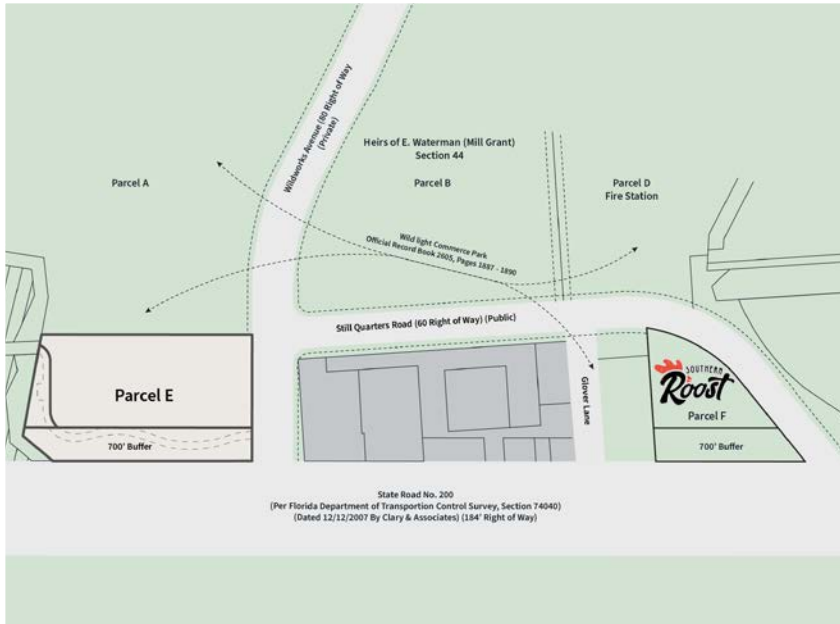 Wildworks Avenue (60 Right of Way)
(Private)
Heirs of E. Waterman (Mill Grant)
Section 44
Parcel A
Parcel B
Parcel D
Fire Station
Wild light Commerce Park
Official Record Book 2605, Pages 1887 - 1890
Still Quarters Road (60 Right of Way) (Public)
Parcel E
700' Buffer
Glover Lane
SOUTHERN
Roost
Parcel F
700' Buffer
State Road No. 200
(Per Florida Department of Transportion Control Survey, Section 74040)
(Dated 12/12/2007 By Clary & Associates) (184' Right of Way)